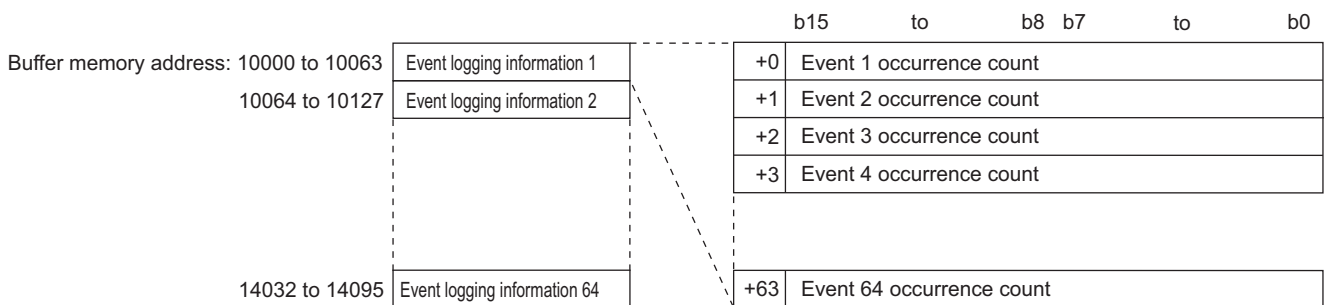 b15 to b8 b7 to b0
Buffer memory address: 10000 to 10063 Event logging information 1 +0 Event 1 occurrence count
10064 to 10127 Event logging information 2 +1 Event 2 occurrence count
+2 Event 3 occurrence count
+3 Event 4 occurrence count
14032 to 14095 Event logging information 64 +63 Event 64 occurrence count